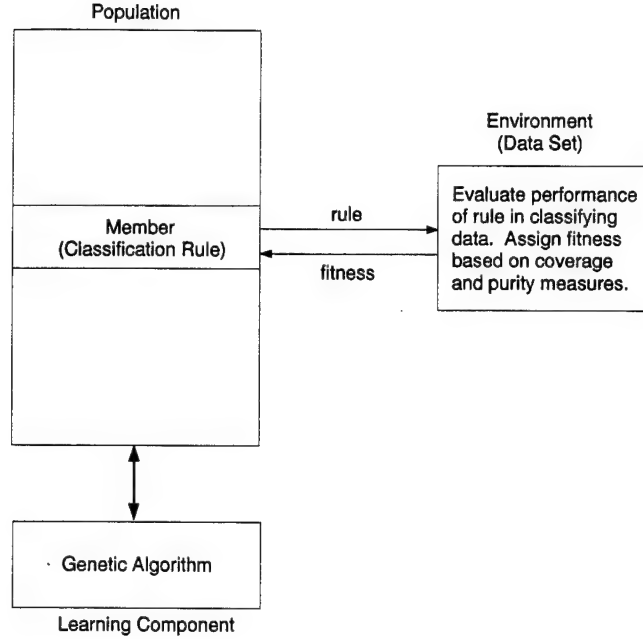 Population
Member
(Classification Rule)
rule
fitness
Environment
(Data Set)
Evaluate performance
of rule in classifying
data. Assign fitness
based on coverage
and purity measures.
Genetic Algorithm
Learning Component